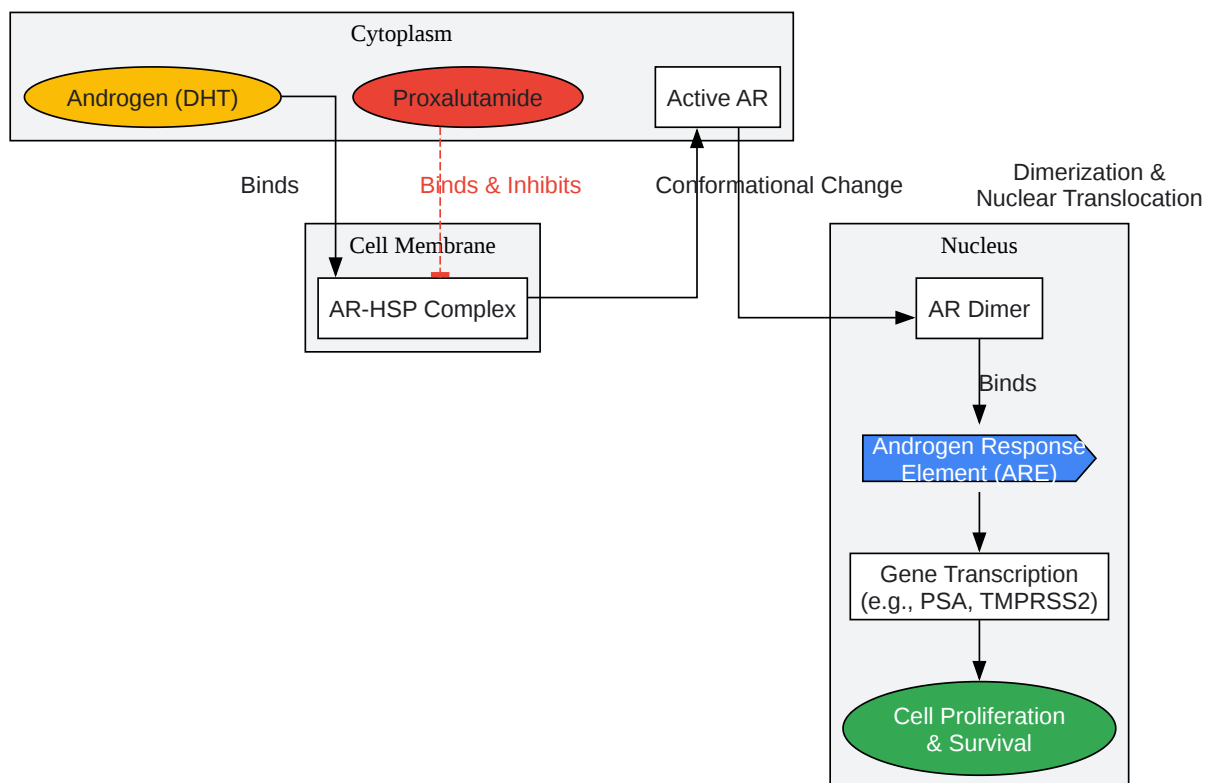 Cytoplasm
Androgen (DHT)
Proxalutamide
Active AR
Binds
Binds & Inhibits
Conformational Change
Dimerization &
Nuclear Translocation
Cell Membrane
Nucleus
AR-HSP Complex
AR Dimer
Binds
Androgen Response
Element (ARE)
Gene Transcription
(e.g., PSA, TMPRSS2)
Cell Proliferation
& Survival